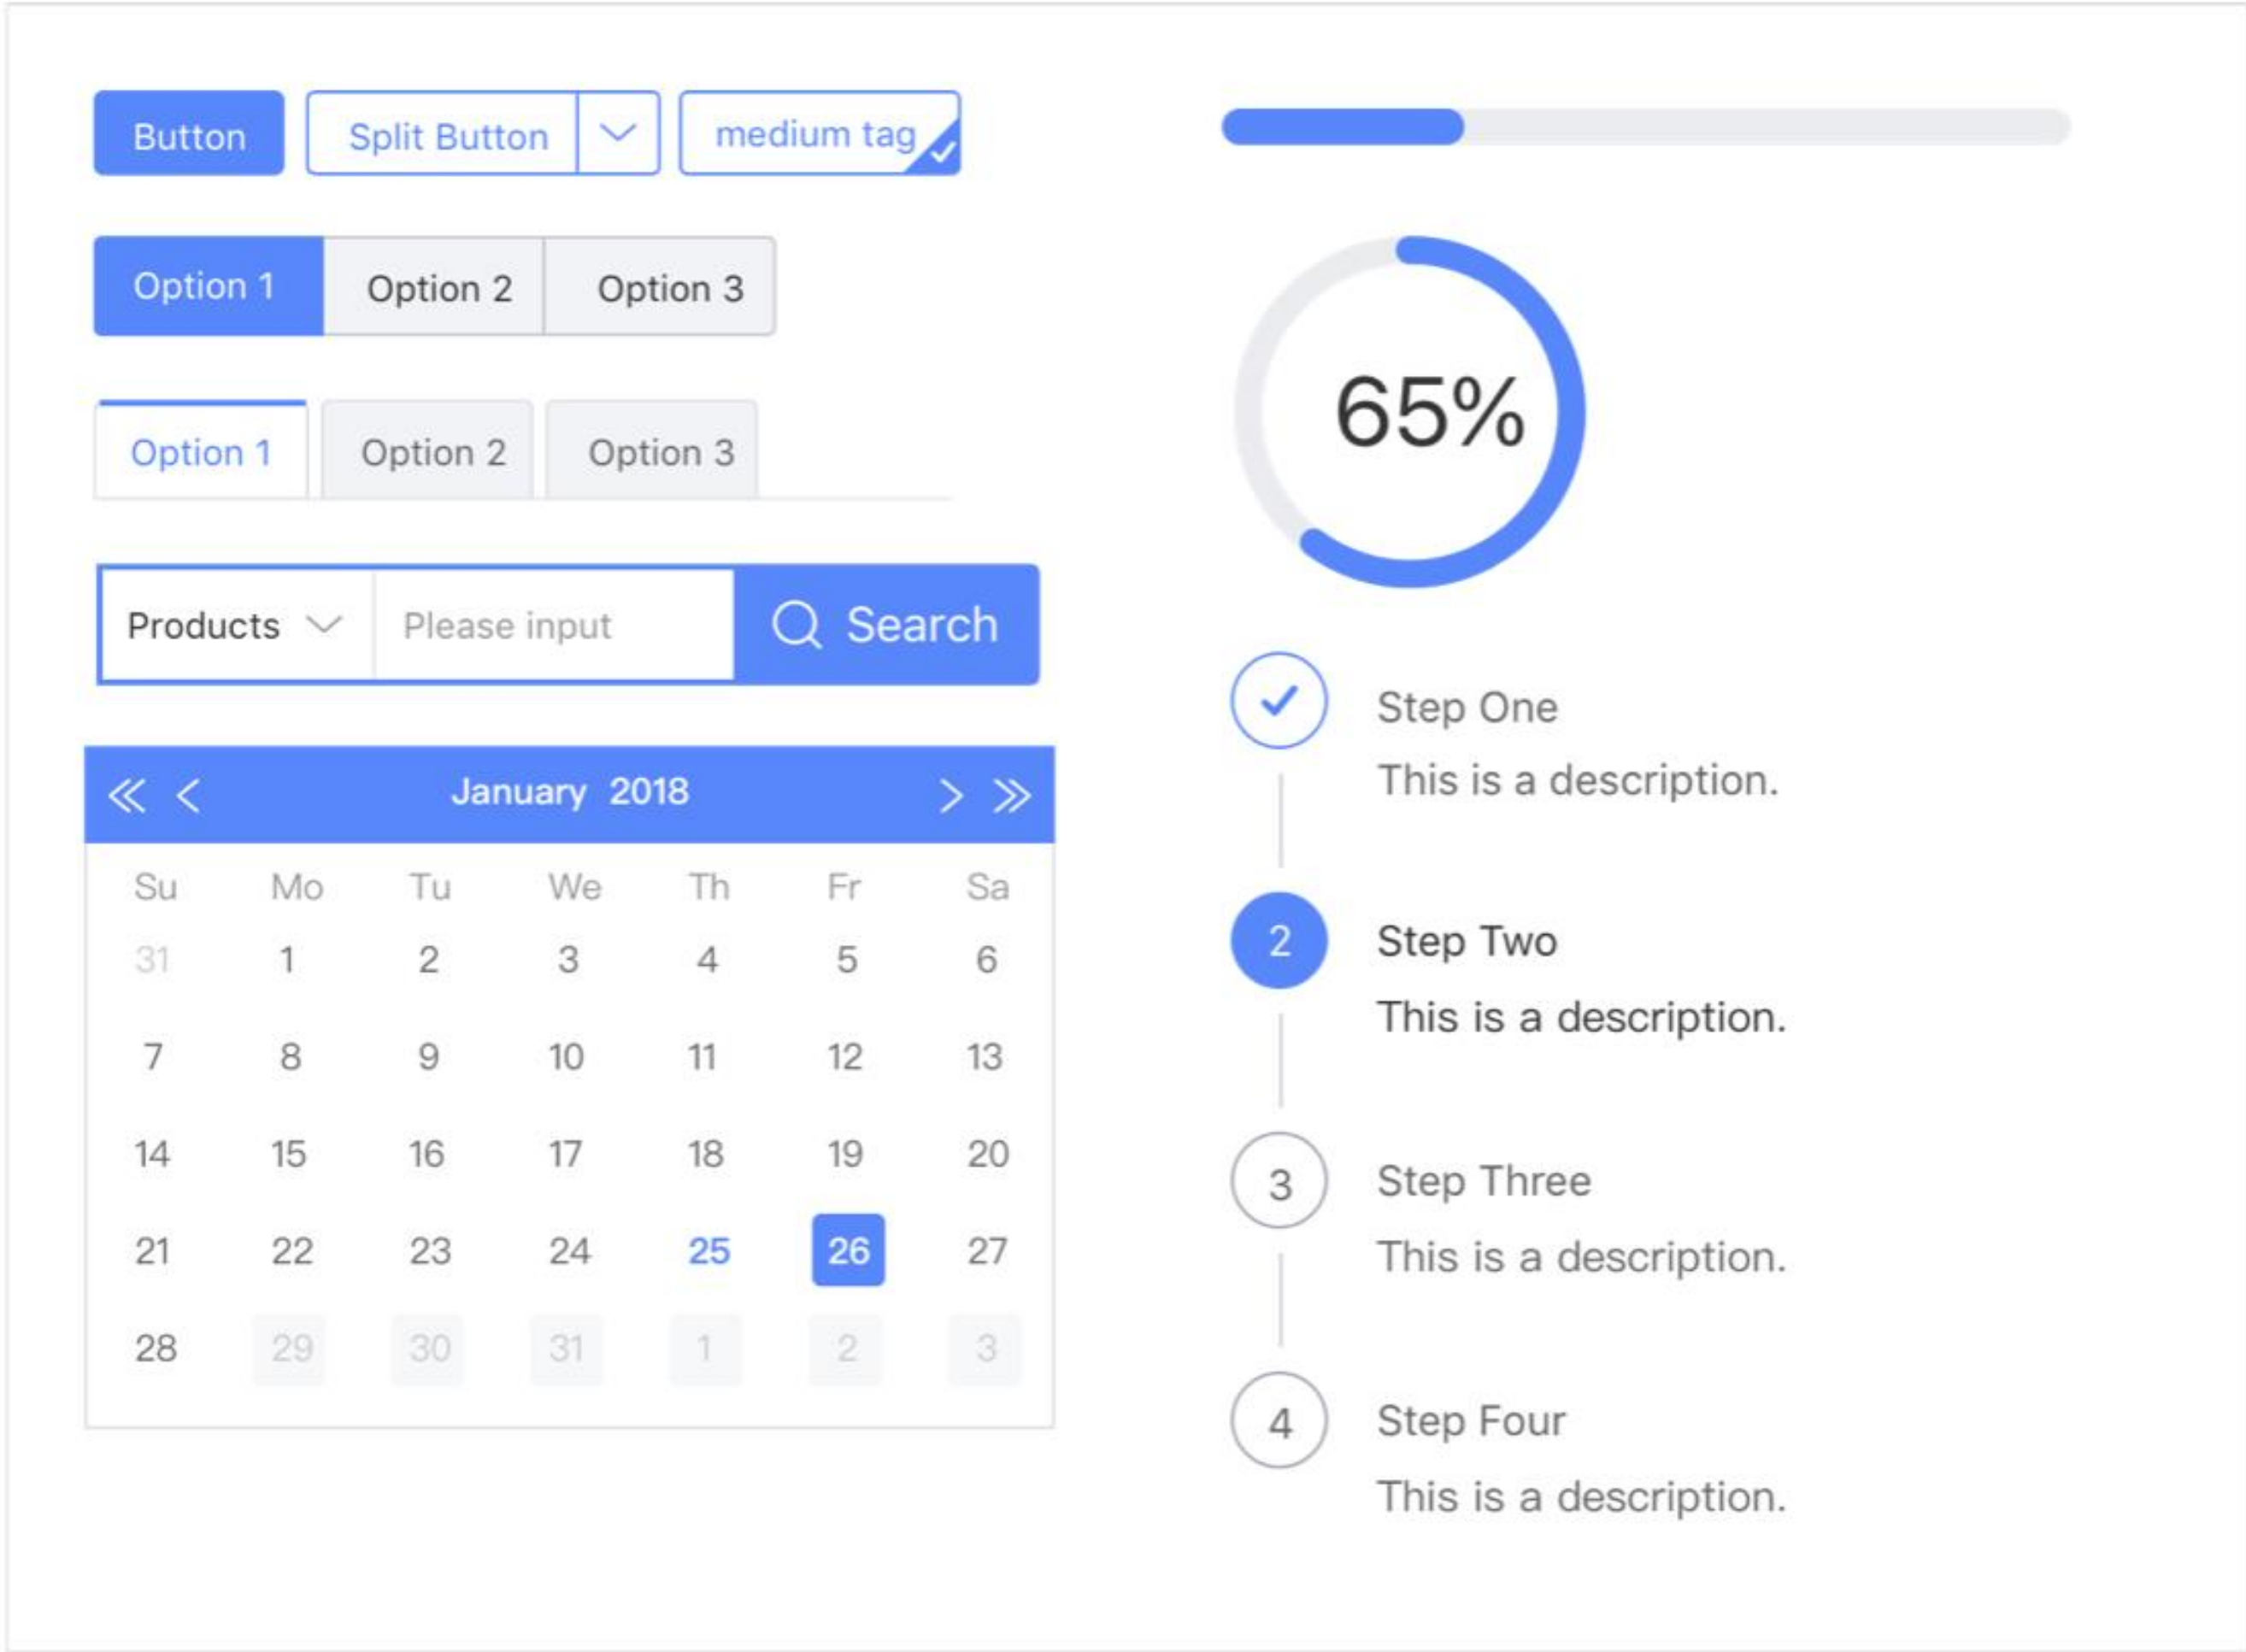 Button Split Button medium tag
Option 1 Option 2 Option 3
Option 1 Option 2 Option 3
Products Please input Search
January 2018
Su Mo Tu We Th Fr Sa
31 1 2 3 4 5 6
7 8 9 10 11 12 13
14 15 16 17 18 19 20
21 22 23 24 25 26 27
28 29 30 31 1 2 3
65%
Step One
This is a description.
2 Step Two
This is a description.
3 Step Three
This is a description.
4 Step Four
This is a description.